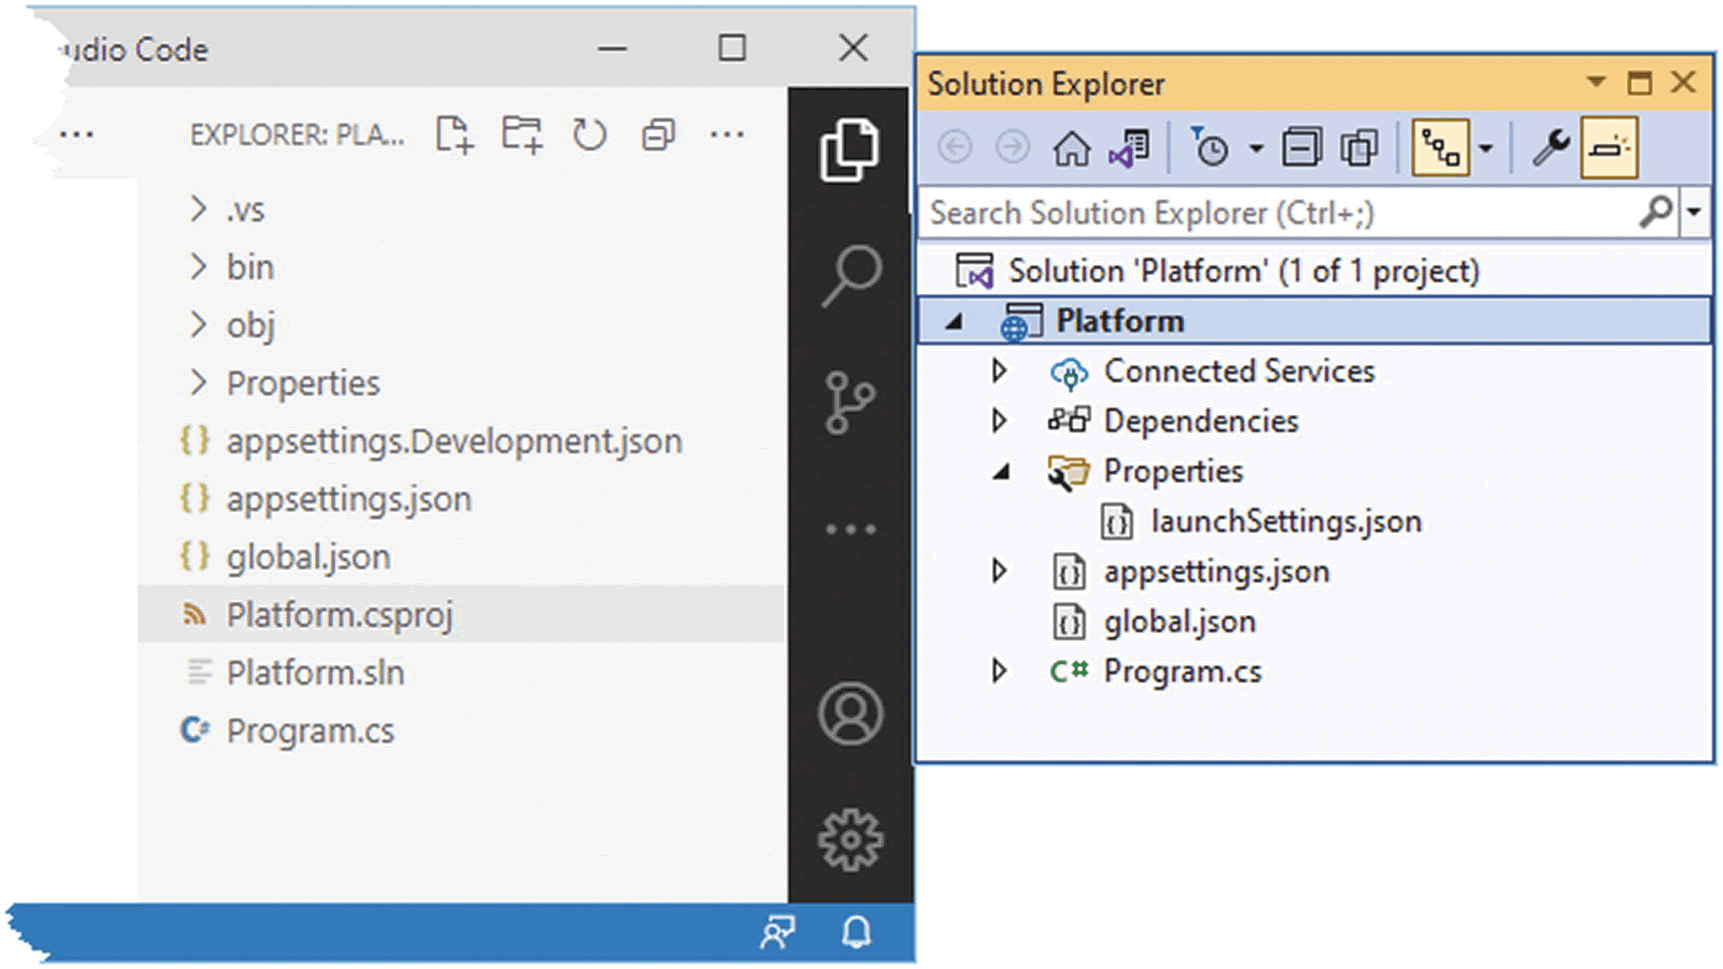 Code
EXPLORER: PLA...
.vs
bin
obj
Properties
appsettings.Development.json
appsettings.json
global.json
Platform.csproj
Platform.sln
Program.cs
Solution Explorer
Search Solution Explorer (Ctrl+;)
Solution 'Platform' (1 of 1 project)
Platform
Connected Services
Dependencies
Properties
launchSettings.json
appsettings.json
global.json
C# Program.cs